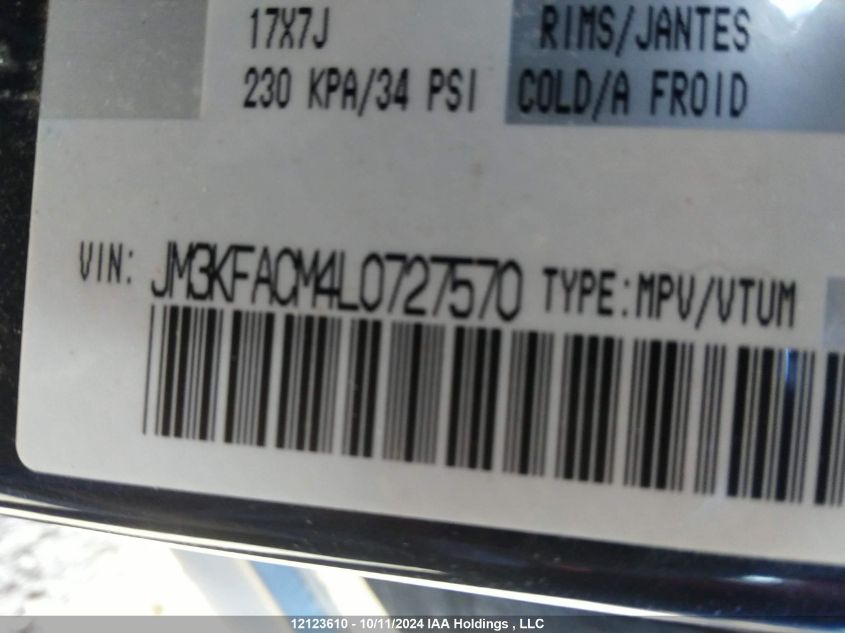 17X7J RIMS/JANTES
230 KPA/34 PSI COLD/A FROID
VIN: JM3KFACM4L0727570 TYPE:MPV/VTUM
12123610 - 10/11/2024 IAA Holdings , LLC